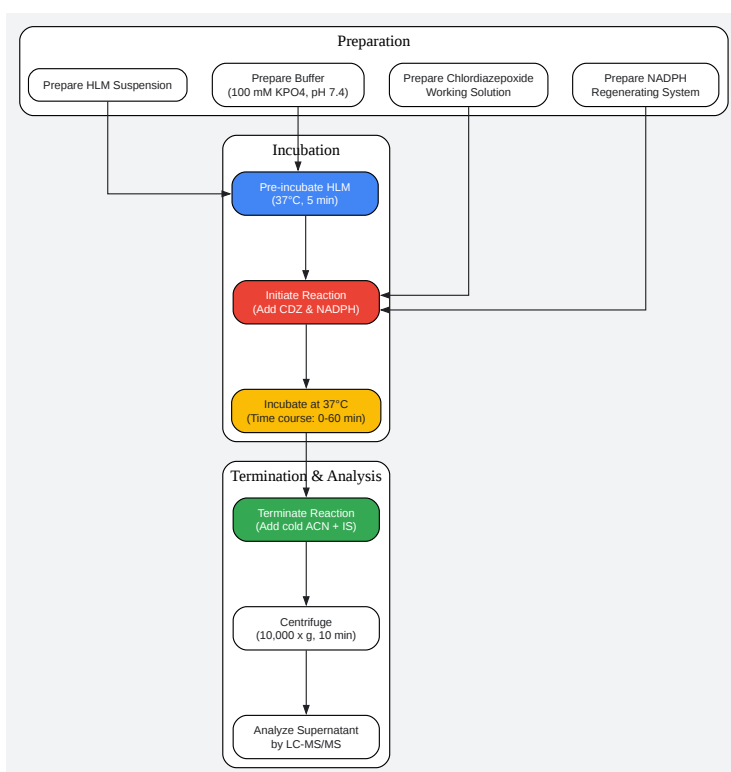 Preparation
Prepare HLM Suspension
Prepare Buffer
(100 mM KPO4, pH 7.4)
Prepare Chlordiazepoxide
Working Solution
Prepare NADPH
Regenerating System
Incubation
Pre-incubate HLM
(37°C, 5 min)
Initiate Reaction
(Add CDZ & NADPH)
Incubate at 37°C
(Time course: 0-60 min)
Termination & Analysis
Terminate Reaction
(Add cold ACN + IS)
Centrifuge
(10,000 x g, 10 min)
Analyze Supernatant
by LC-MS/MS